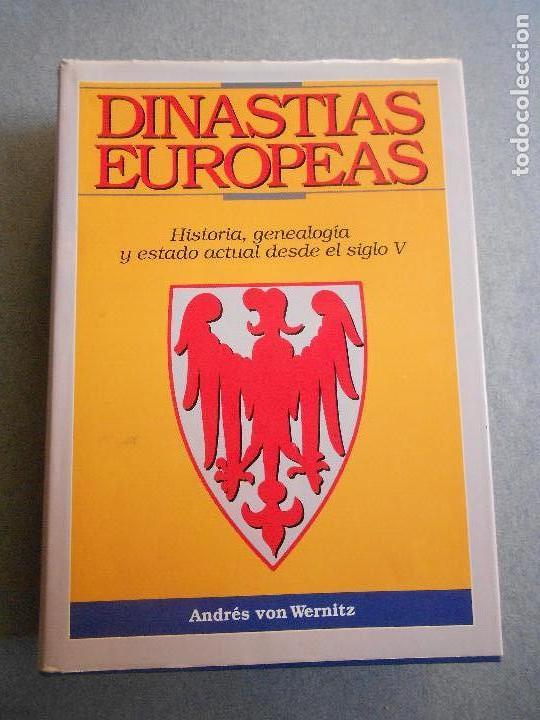 DINASTIAS
EUROPEAS
Historia, genealogía
y estado actual desde el siglo V
Andrés von Wernitz
todocoleccion